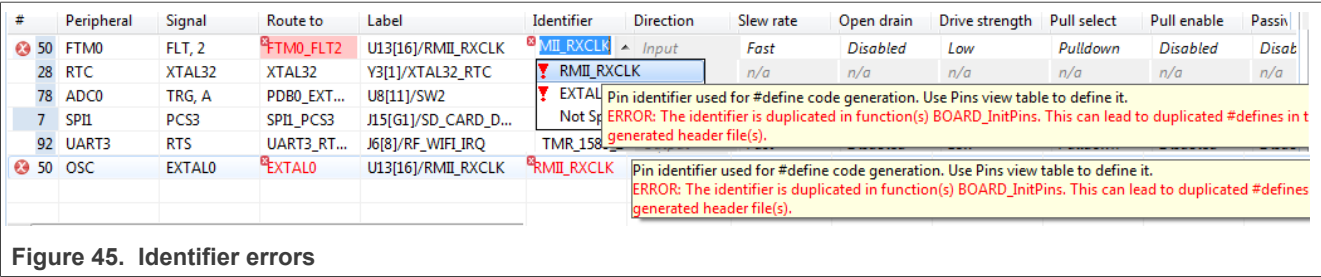 # Peripheral Signal Route to Label Identifier Direction Slew rate Open drain Drive strength Pull select Pull enable Passiv
50 FTM0 FLT, 2 FTM0_FLT2 U13[16]/RMII_RXCLK MII_RXCLK Input Fast Disabled Low Pulldown Disabled Disab
28 RTC XTAL32 XTAL32 Y3[1]/XTAL32_RTC RMII_RXCLK n/a n/a n/a n/a n/a n/a
78 ADC0 TRG, A PDB0_EXT... U8[11]/SW2 EXTAL
Pin identifier used for #define code generation. Use Pins view table to define it.
7 SPI1 PCS3 SPI1_PCS3 J15[G1]/SD_CARD_D... Not Sp
ERROR: The identifier is duplicated in function(s) BOARD_InitPins. This can lead to duplicated #defines in t
generated header file(s).
92 UART3 RTS UART3_RT... J6[8]/RF_WIFI_IRQ
50 OSC EXTAL0 EXTAL0 U13[16]/RMII_RXCLK RMII_RXCLK
Pin identifier used for #define code generation. Use Pins view table to define it.
ERROR: The identifier is duplicated in function(s) BOARD_InitPins. This can lead to duplicated #defines
generated header file(s).
Figure 45. Identifier errors